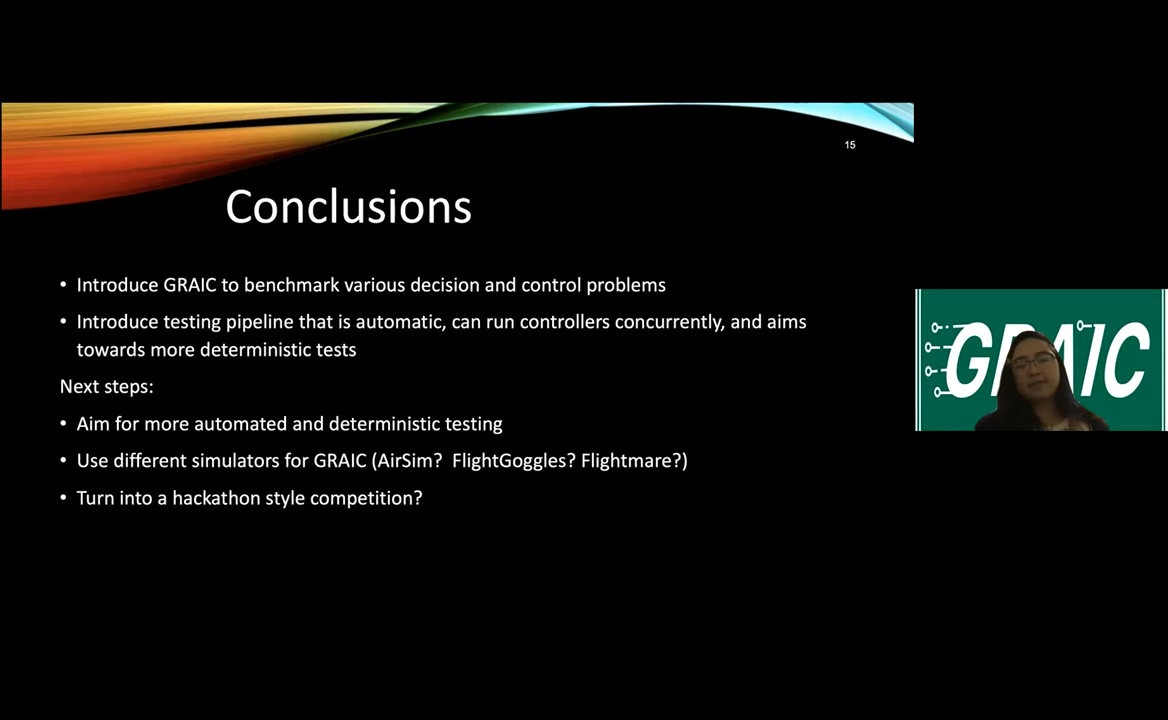 15
Conclusions
• Introduce GRAIC to benchmark various decision and control problems
• Introduce testing pipeline that is automatic, can run controllers concurrently, and aims
towards more deterministic tests
Next steps:
• Aim for more automated and deterministic testing
• Use different simulators for GRAIC (AirSim? FlightGoggles? Flightmare?)
• Turn into a hackathon style competition?
GRAIC